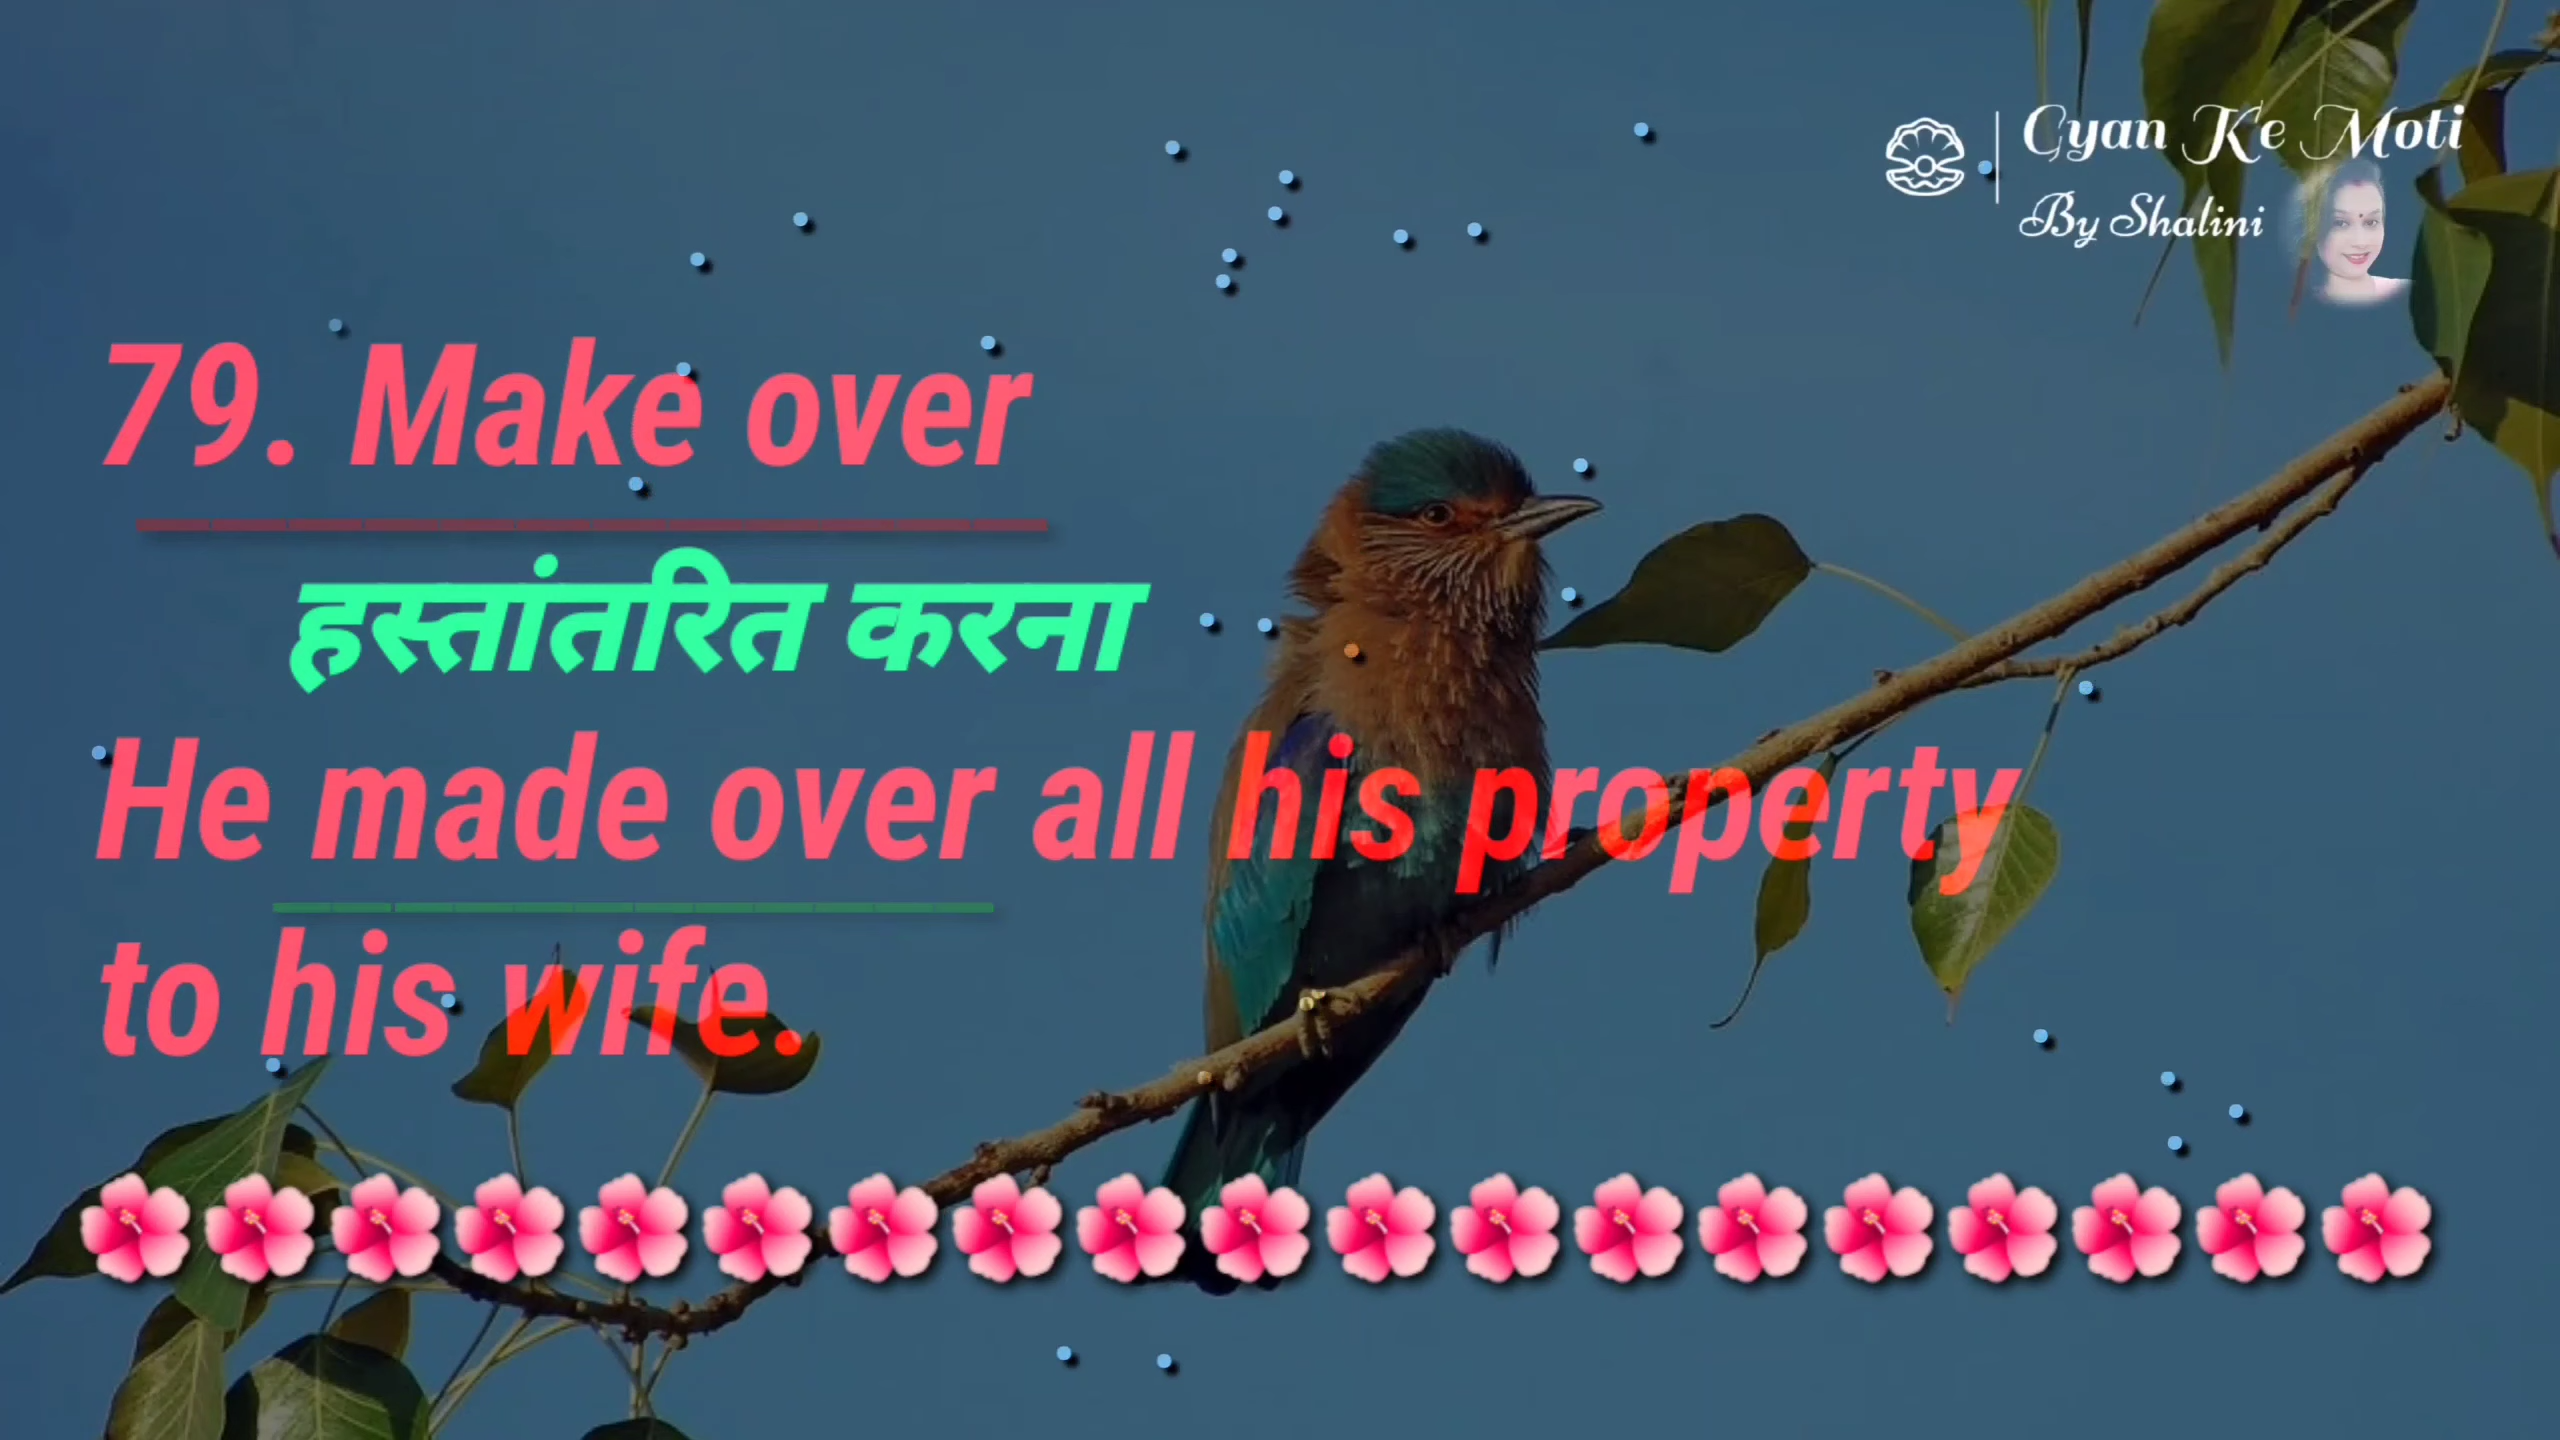 Gyan Ke Moti
By Shalini
79. Make over
हस्तांतरित करना
He made over all his property
to his wife.